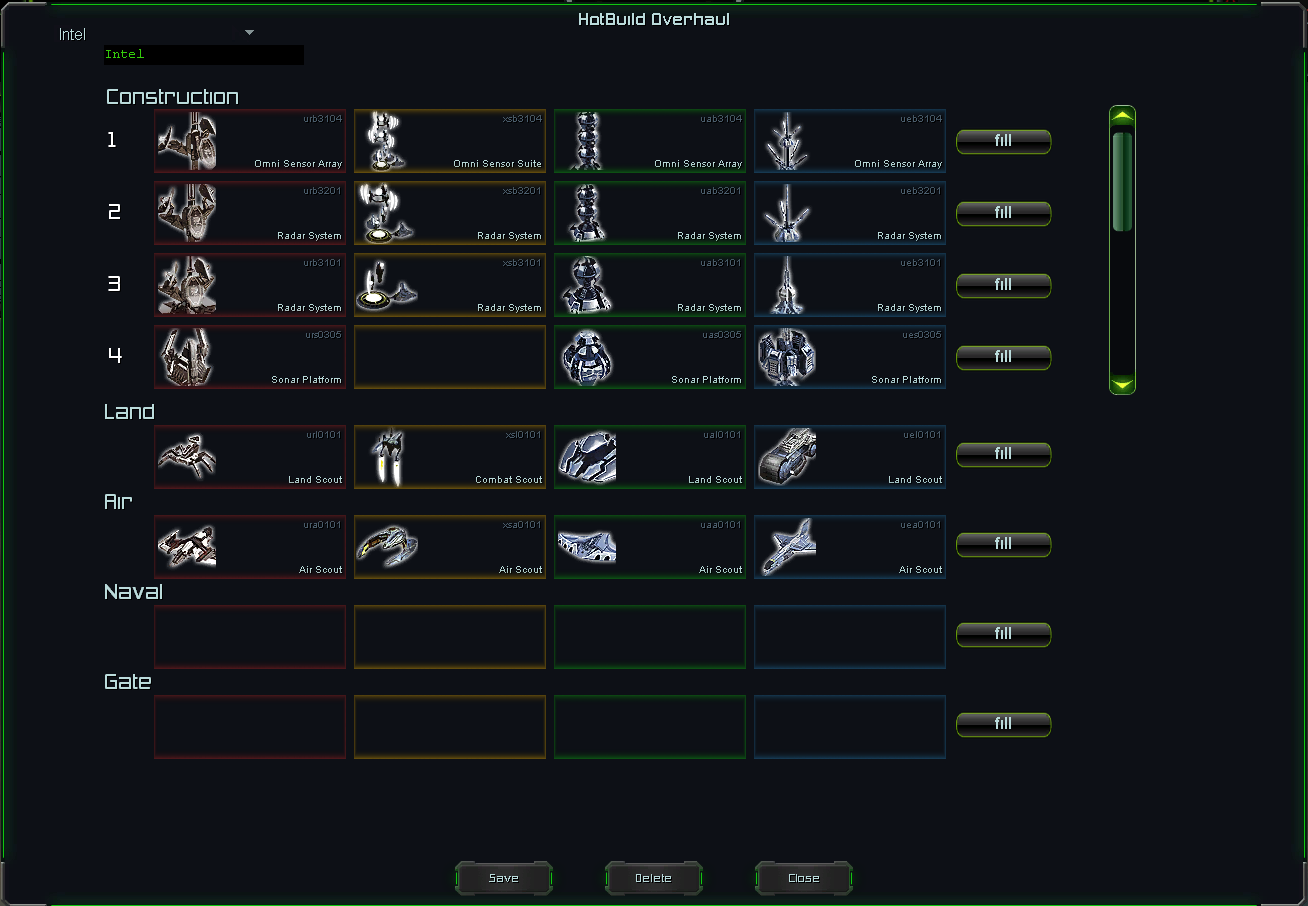 HotBuild Overhaul
Intel
Intel
Construction
1 urb3104 xsb3104 uab3104 ueb3104
Omni Sensor Array Omni Sensor Suite Omni Sensor Array Omni Sensor Array fill
2 urb3201 xsb3201 uab3201 ueb3201
Radar System Radar System Radar System Radar System fill
3 urb3101 xsb3101 uab3101 ueb3101
Radar System Radar System Radar System Radar System fill
4 urs0305 uas0305 ues0305
Sonar Platform Sonar Platform Sonar Platform fill
Land
url0101 xsl0101 ual0101 uel0101
Land Scout Combat Scout Land Scout Land Scout fill
Air
ura0101 xsa0101 uaa0101 uea0101
Air Scout Air Scout Air Scout Air Scout fill
Naval
fill
Gate
fill
Save Delete Close